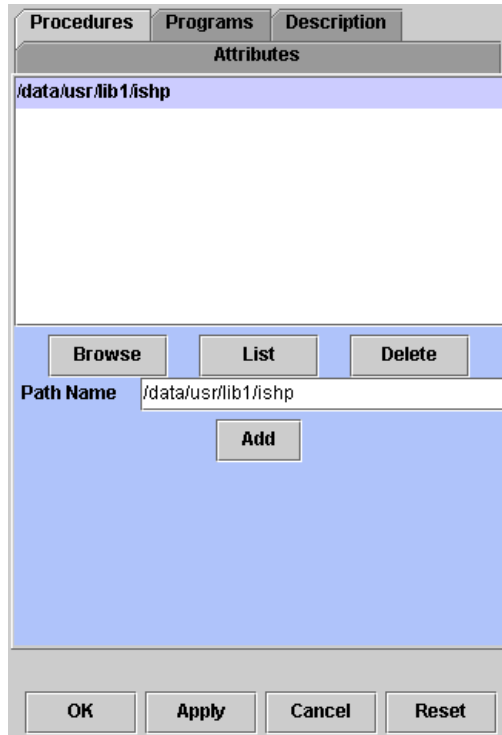 Procedures Programs Description
Attributes
/data/usr/lib1/ishp
Browse List Delete
Path Name /data/usr/lib1/ishp
Add
OK Apply Cancel Reset